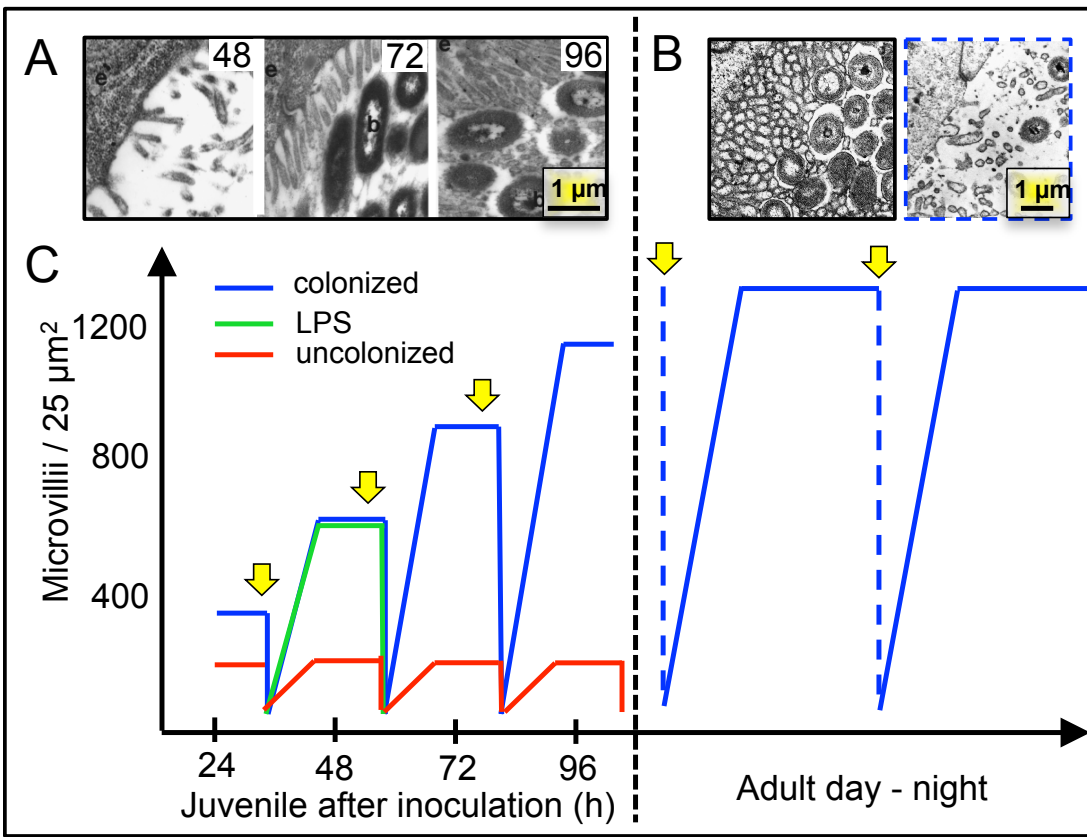 A
48
72
96
e
e
e
b
b
1 µm
B
1 µm
C
colonized
LPS
uncolonized
Microvillii / 25 µm²
1200
800
400
24
48
72
96
Juvenile after inoculation (h)
Adult day - night